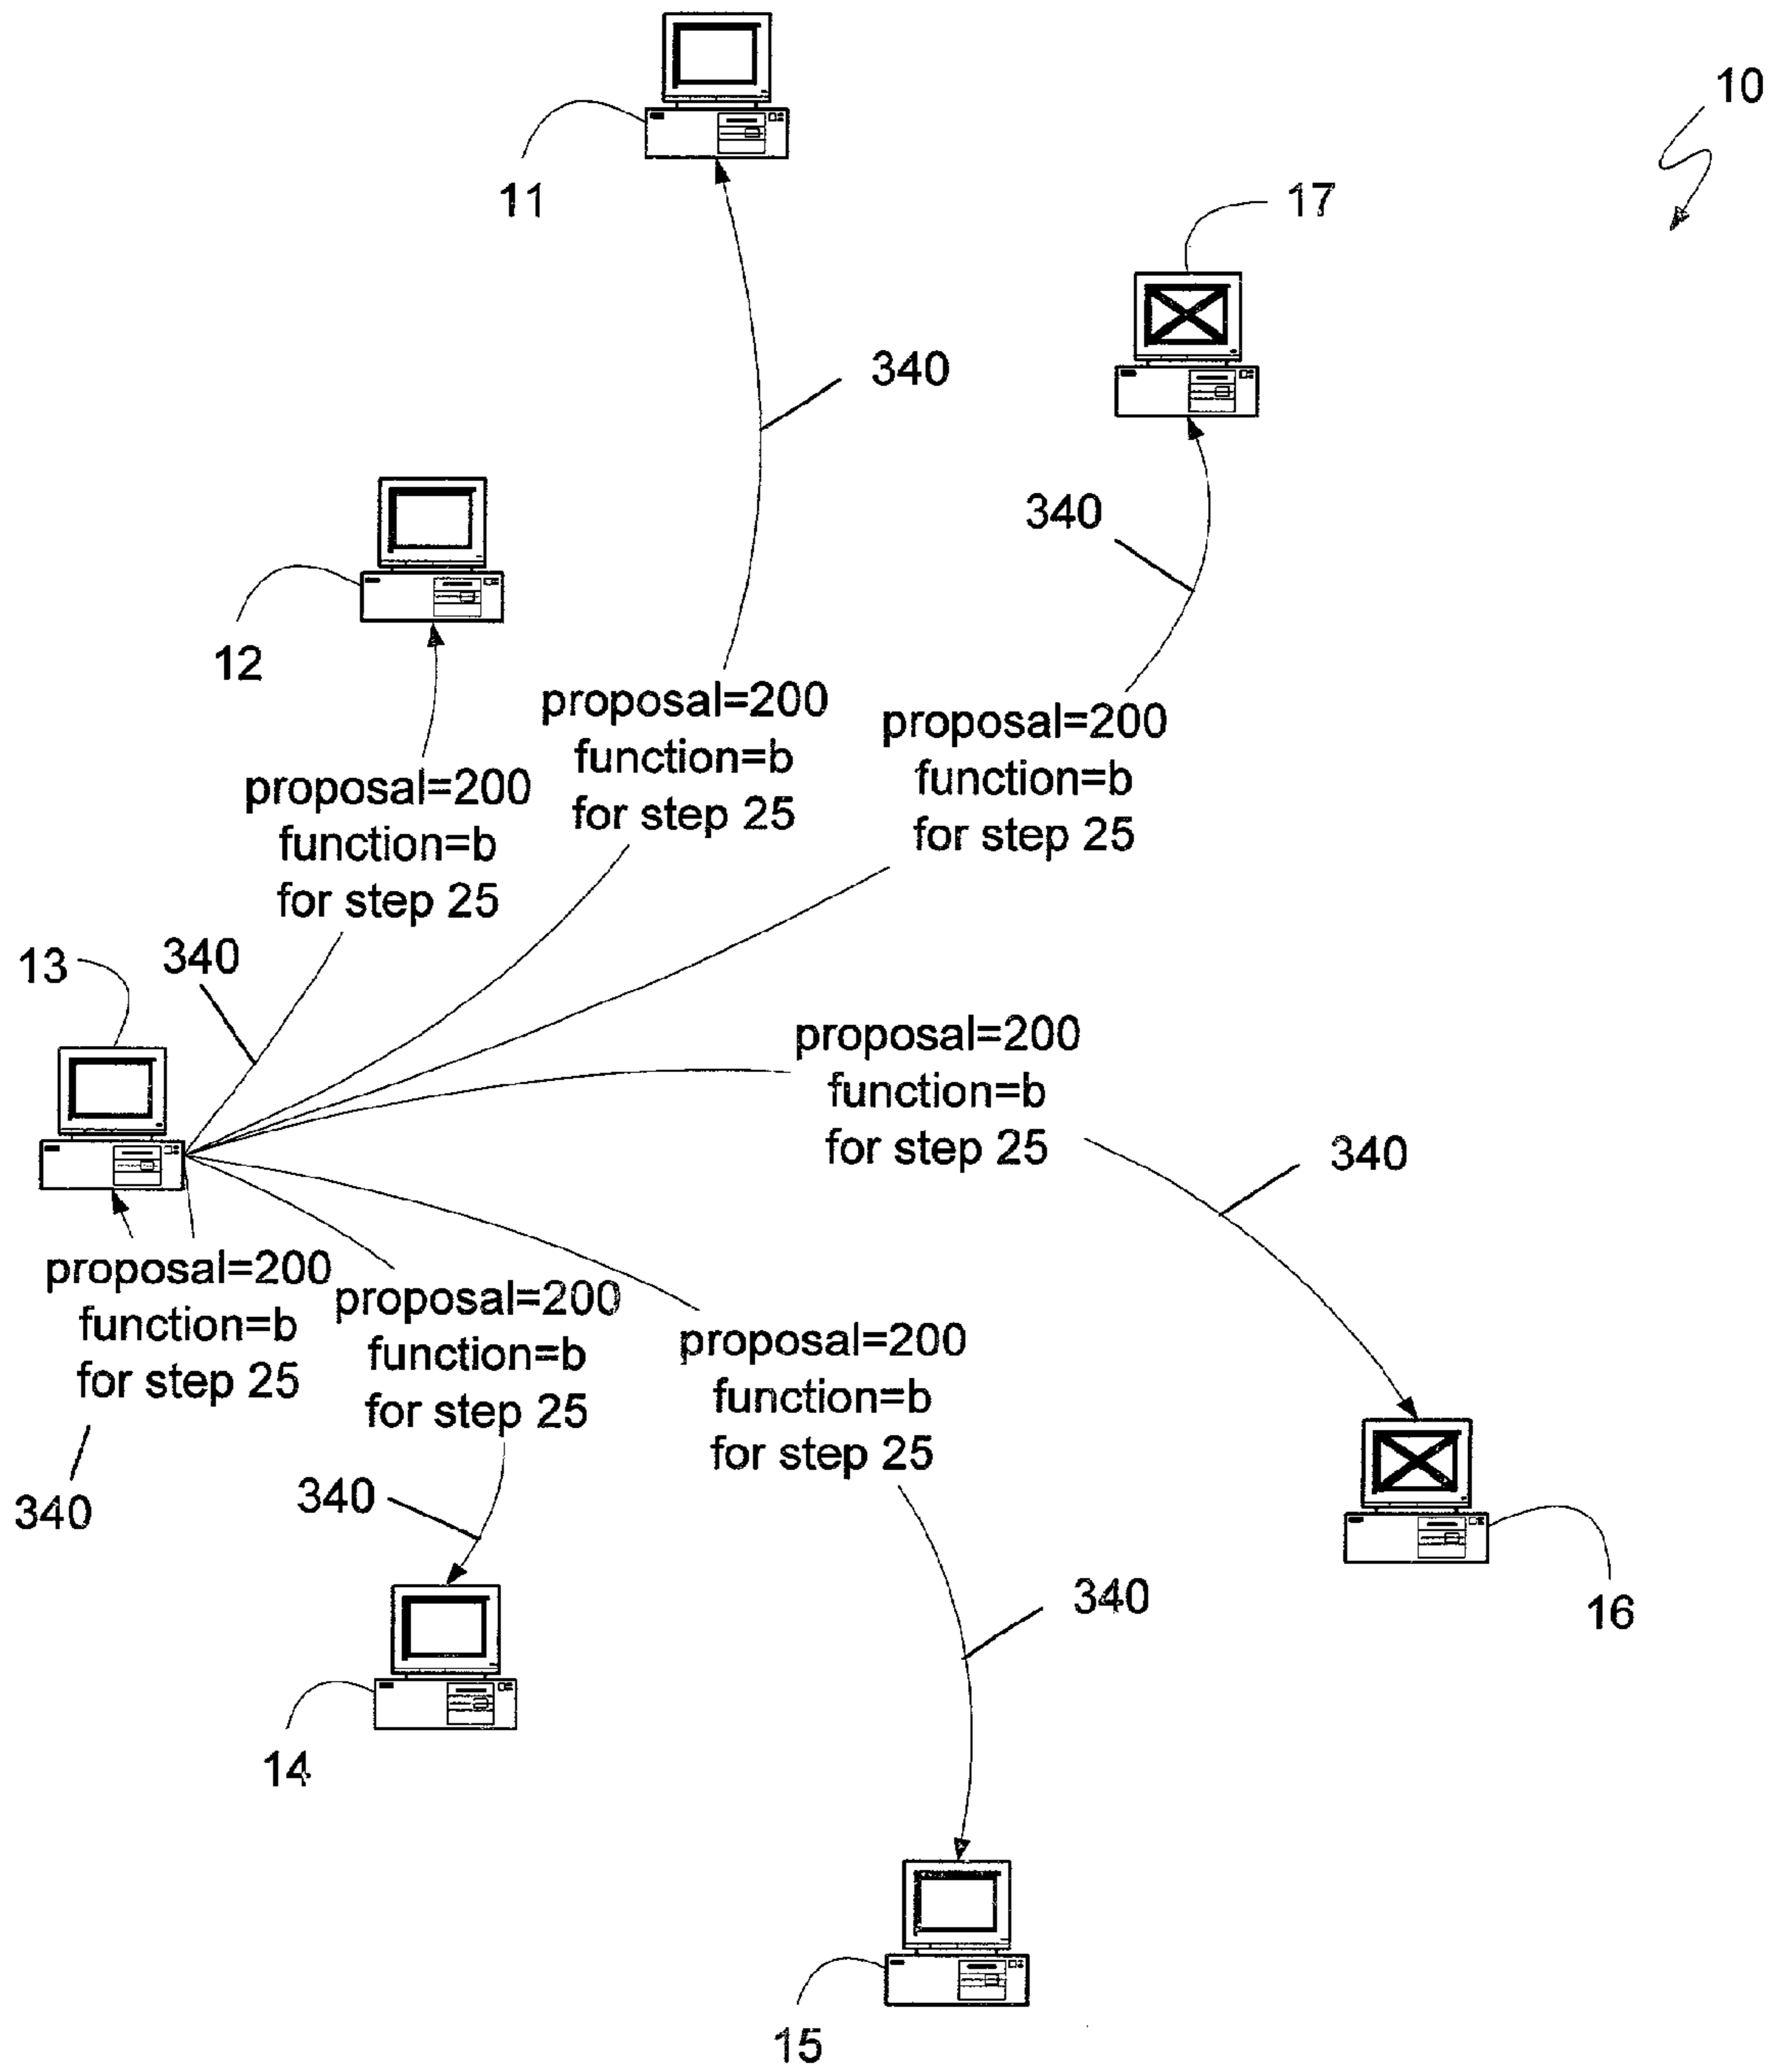 10
11
17
340
340
12
proposal=200
function=b
for step 25
proposal=200
function=b
for step 25
proposal=200
function=b
for step 25
13
340
proposal=200
function=b
for step 25
340
proposal=200
function=b
for step 25
340
proposal=200
function=b
for step 25
340
proposal=200
function=b
for step 25
340
16
14
15